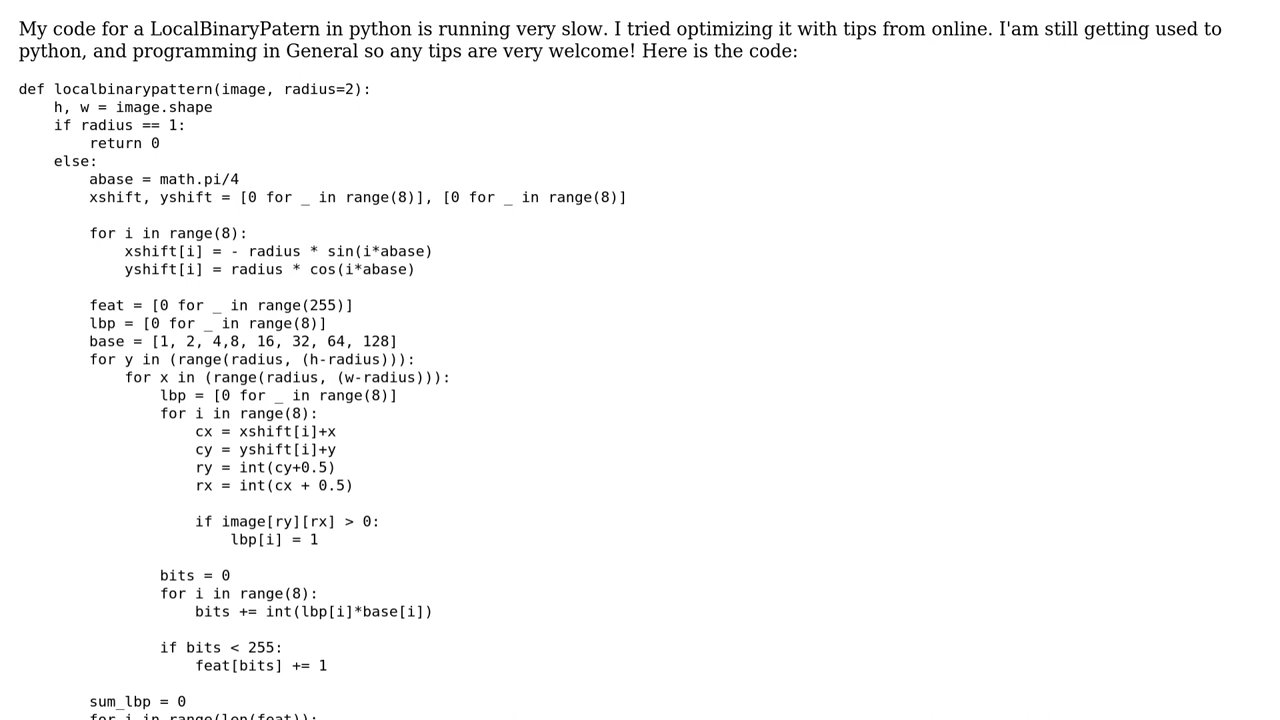 My code for a LocalBinaryPatern in python is running very slow. I tried optimizing it with tips from online. I'am still getting used to
python, and programming in General so any tips are very welcome! Here is the code:
def localbinarypattern(image, radius=2):
    h, w = image.shape
    if radius == 1:
        return 0
    else:
        abase = math.pi/4
        xshift, yshift = [0 for _ in range(8)], [0 for _ in range(8)]

        for i in range(8):
            xshift[i] = - radius * sin(i*abase)
            yshift[i] = radius * cos(i*abase)

        feat = [0 for _ in range(255)]
        lbp = [0 for _ in range(8)]
        base = [1, 2, 4,8, 16, 32, 64, 128]
        for y in (range(radius, (h-radius))):
            for x in (range(radius, (w-radius))):
                lbp = [0 for _ in range(8)]
                for i in range(8):
                    cx = xshift[i]+x
                    cy = yshift[i]+y
                    ry = int(cy+0.5)
                    rx = int(cx + 0.5)

                    if image[ry][rx] > 0:
                        lbp[i] = 1

                bits = 0
                for i in range(8):
                    bits += int(lbp[i]*base[i])

                if bits < 255:
                    feat[bits] += 1

        sum_lbp = 0
        for i in range(len(feat)):